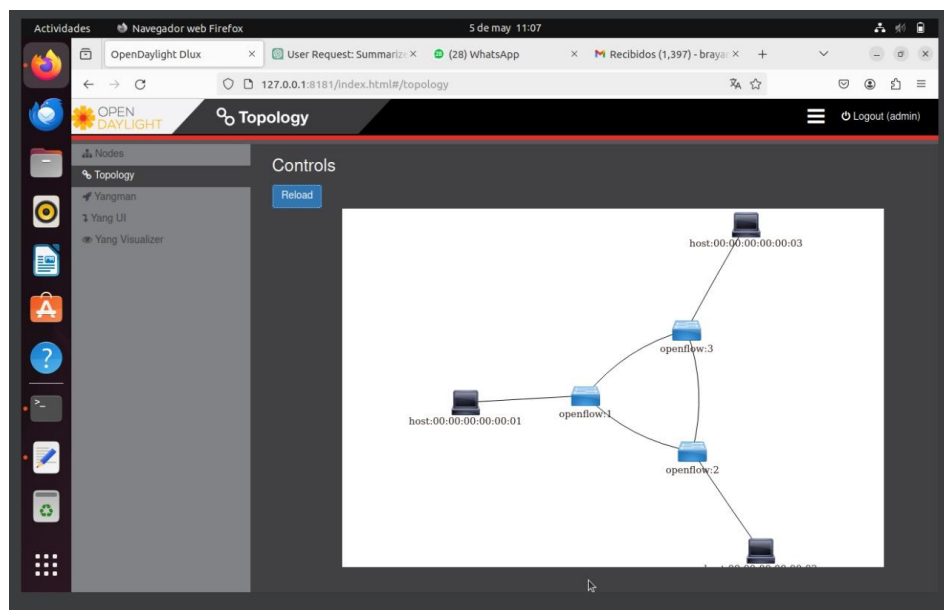 Actividades Navegador web Firefox 5 de may 11:07
OpenDaylight Dlux × User Request: Summarize × (28) WhatsApp × Recibidos (1,397) - braya ×
127.0.0.1:8181/index.html#/topology
OPEN
DAYLIGHT
Topology
Logout (admin)
Nodes
Topology
Yangman
Yang UI
Yang Visualizer
Controls
Reload
host:00:00:00:00:00:03
openflow:3
host:00:00:00:00:00:01
openflow:1
openflow:2